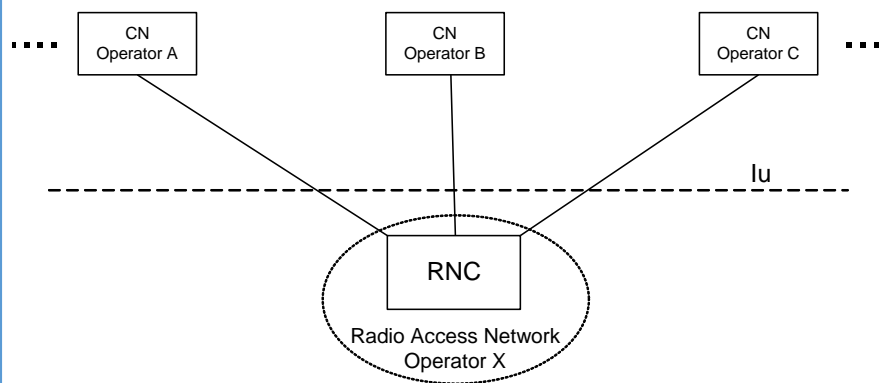 CN
Operator A
CN
Operator B
CN
Operator C
Iu
RNC
Radio Access Network
Operator X